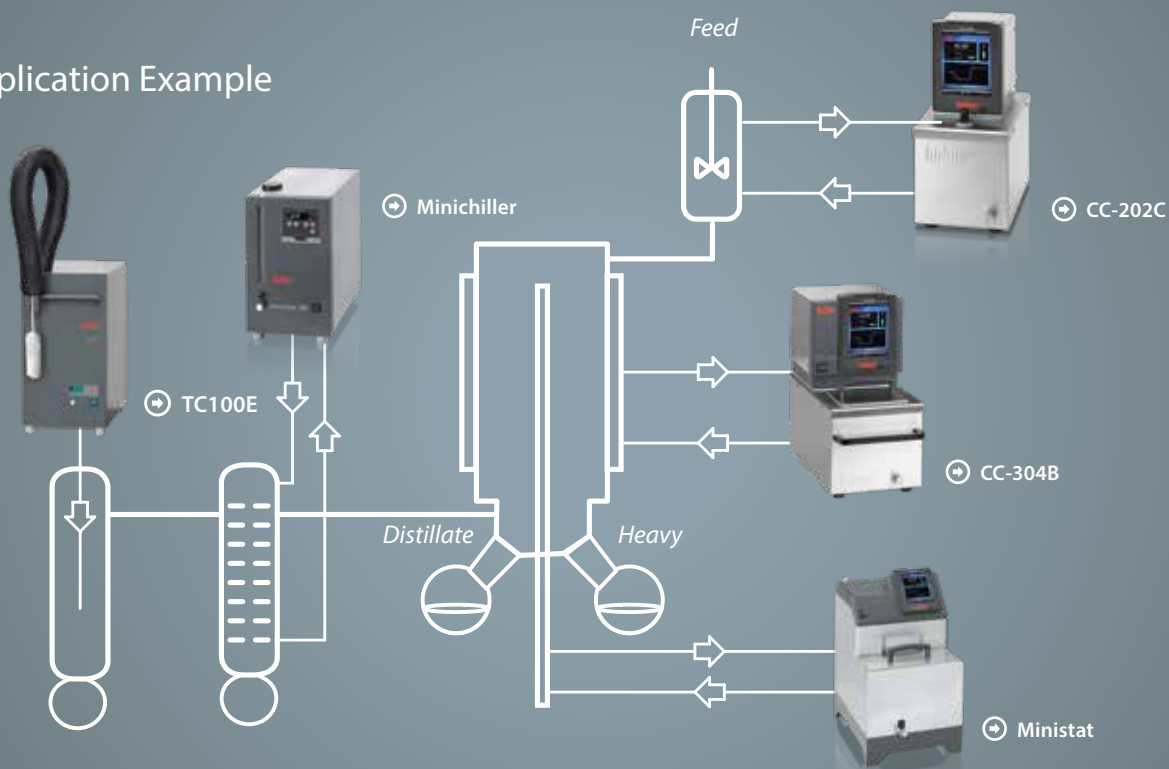 plication Example
Feed
Minichiller
CC-202C
TC100E
CC-304B
Distillate
Heavy
Ministat